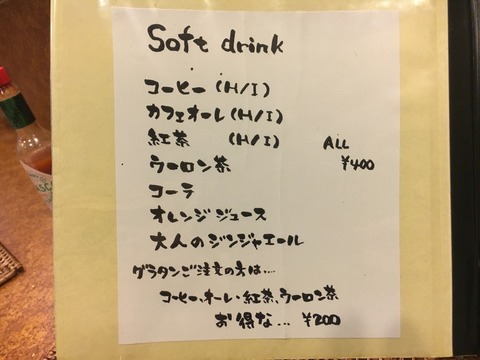 Soft drink
コーヒー (H/I)
カフェオーレ (H/I)
紅茶 (H/I)
ALL
ウーロン茶
¥400
コーラ
オレンジジュース
大人のジンジャエール
グラタンご注文の方は…
コーヒー、オーレ・紅茶、ウーロン茶
お得な… ¥200